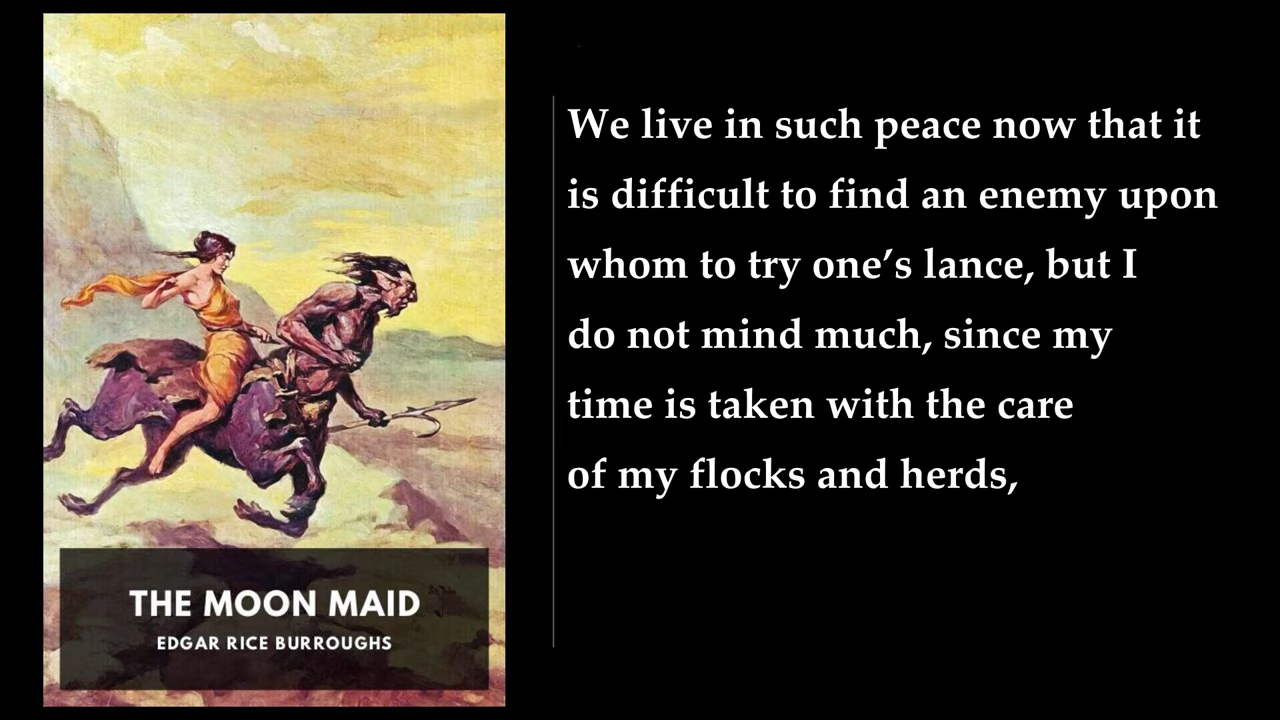 THE MOON MAID
EDGAR RICE BURROUGHS
We live in such peace now that it
is difficult to find an enemy upon
whom to try one’s lance, but I
do not mind much, since my
time is taken with the care
of my flocks and herds,